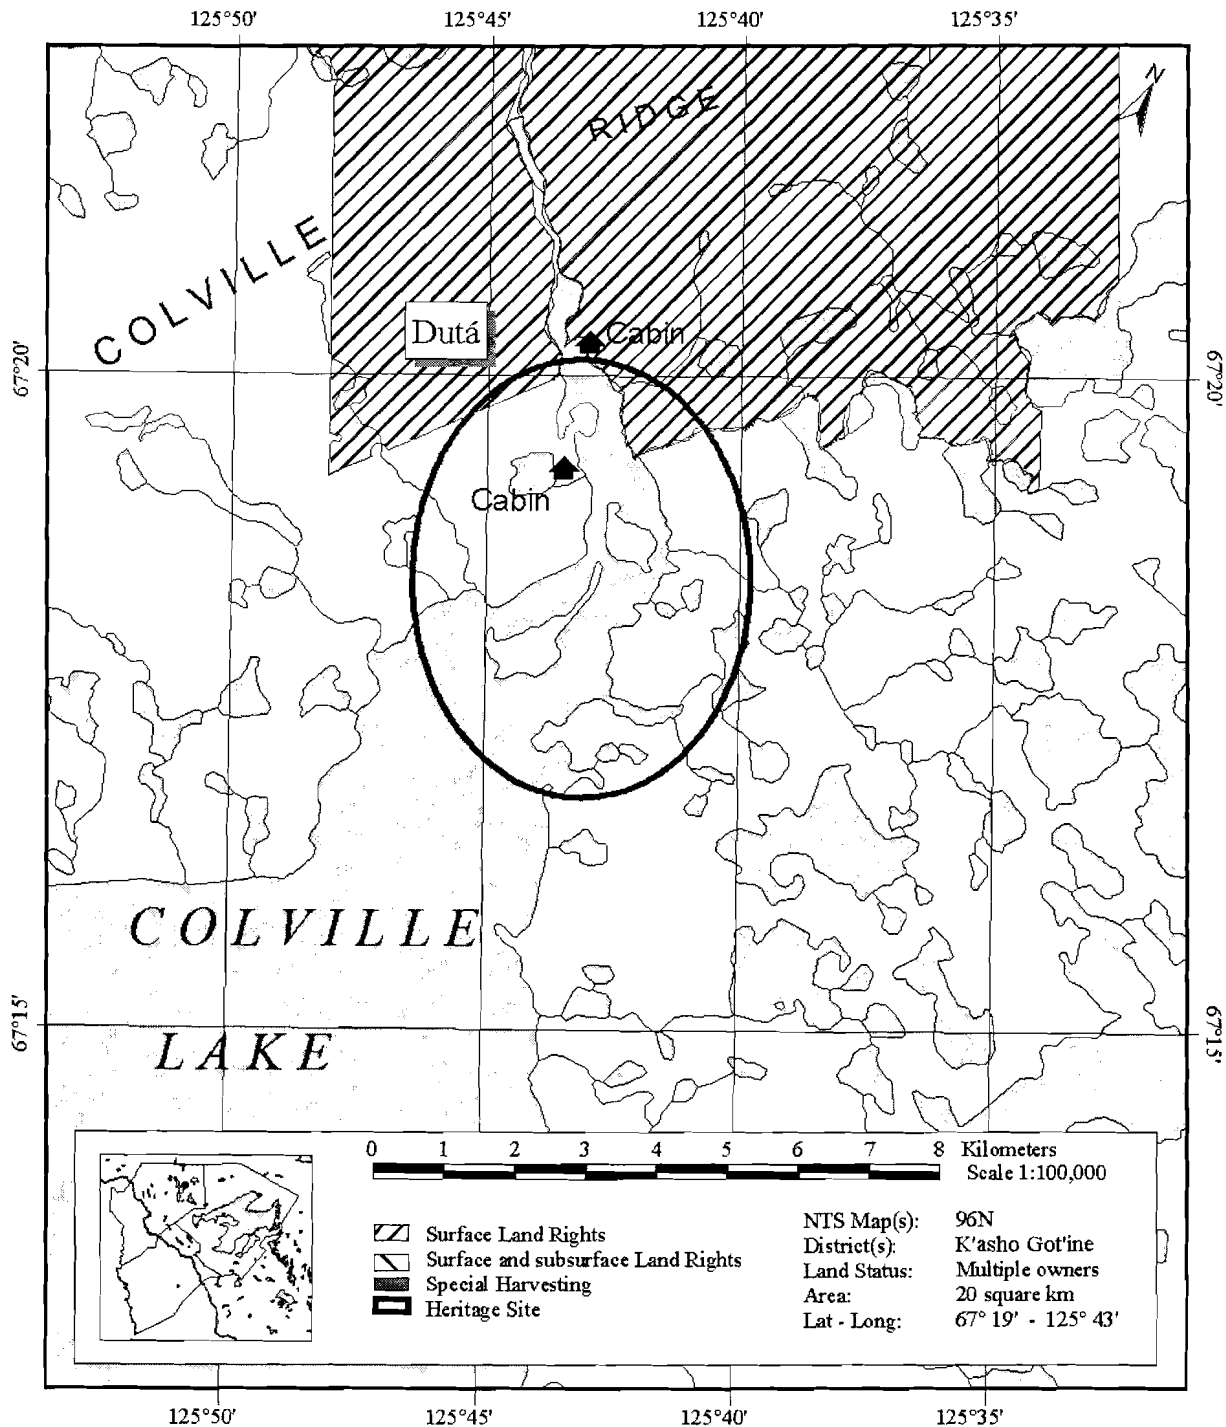 125°50' 125°45' 125°40' 125°35'
N
RIDGE
COLVILLE
Dutá
Cabin
67°20' 67°20'
Cabin
COLVILLE
67°15' 67°15'
LAKE
0 1 2 3 4 5 6 7 8 Kilometers
Scale 1:100,000
Surface Land Rights
Surface and subsurface Land Rights
Special Harvesting
Heritage Site
NTS Map(s): 96N
District(s): K'asho Got'ine
Land Status: Multiple owners
Area: 20 square km
Lat - Long: 67° 19' - 125° 43'
125°50' 125°45' 125°40' 125°35'